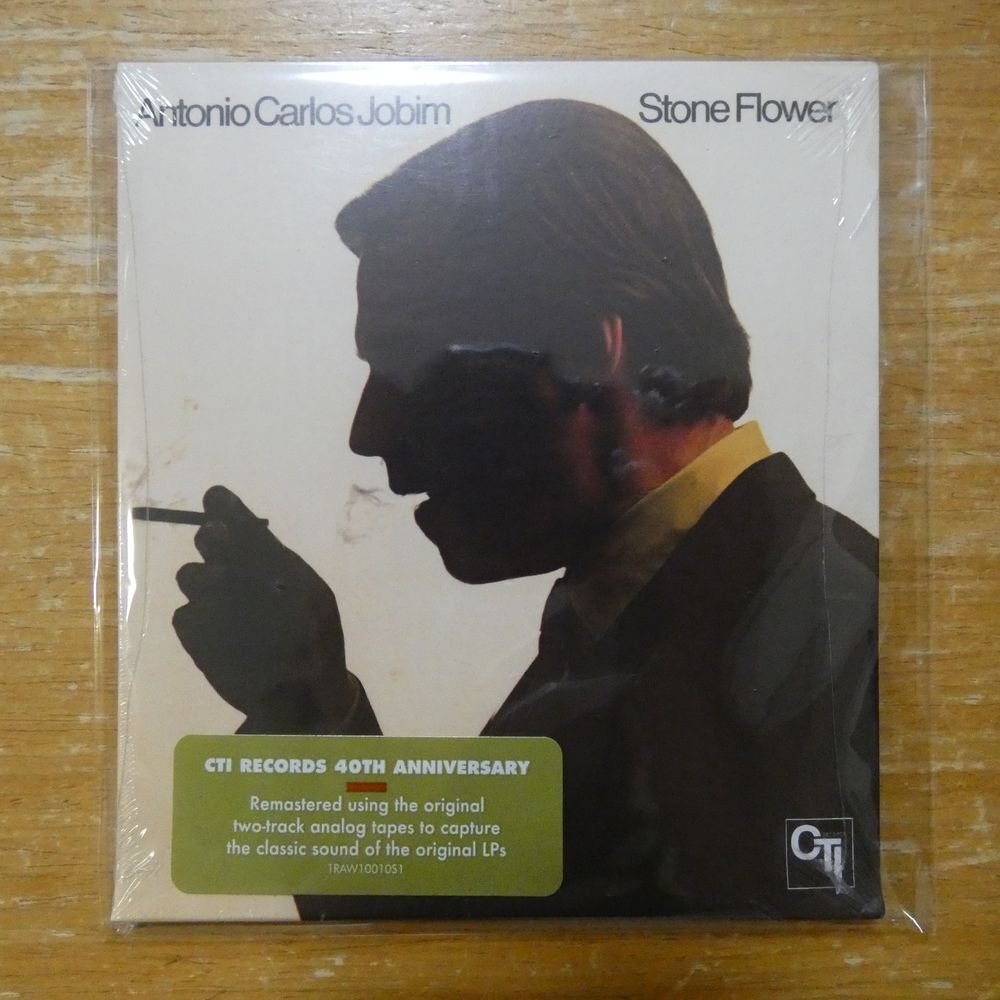 Antonio Carlos Jobim
Stone Flower
CTI RECORDS 40TH ANNIVERSARY
Remastered using the original
two-track analog tapes to capture
the classic sound of the original LPs
1RAW10010S1
CTI